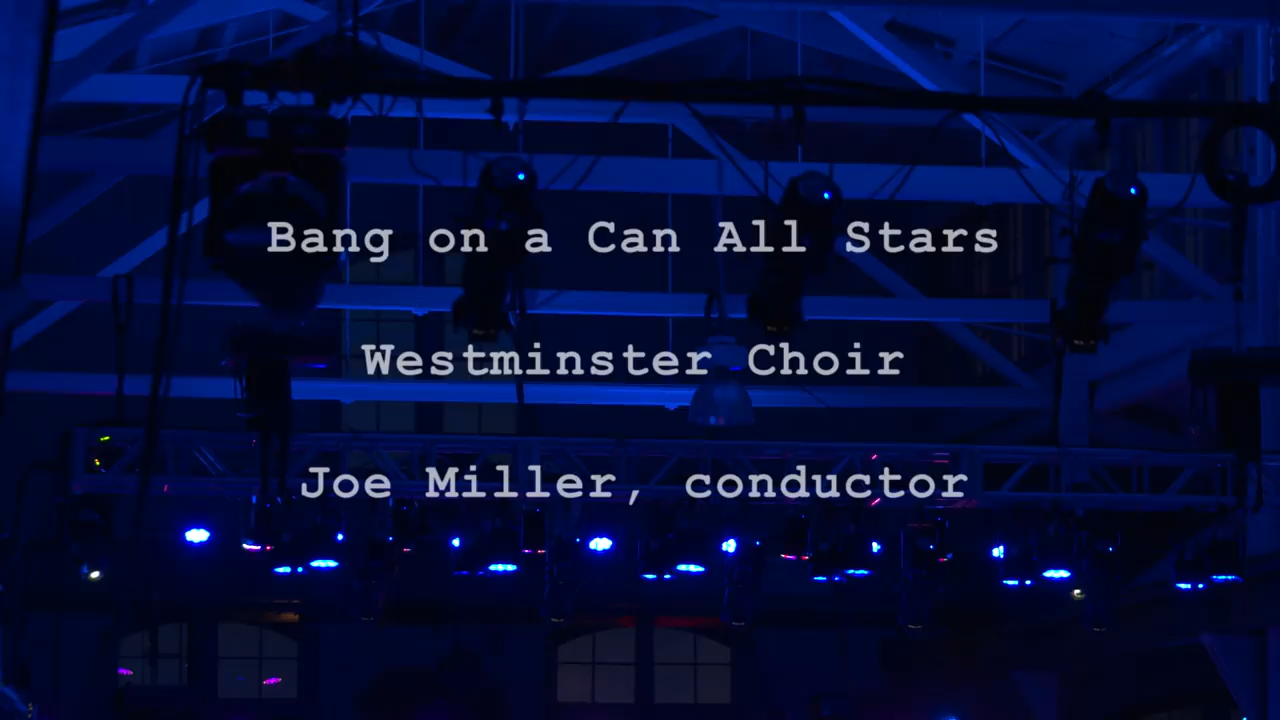 Bang on a Can All Stars
Westminster Choir
Joe Miller, conductor